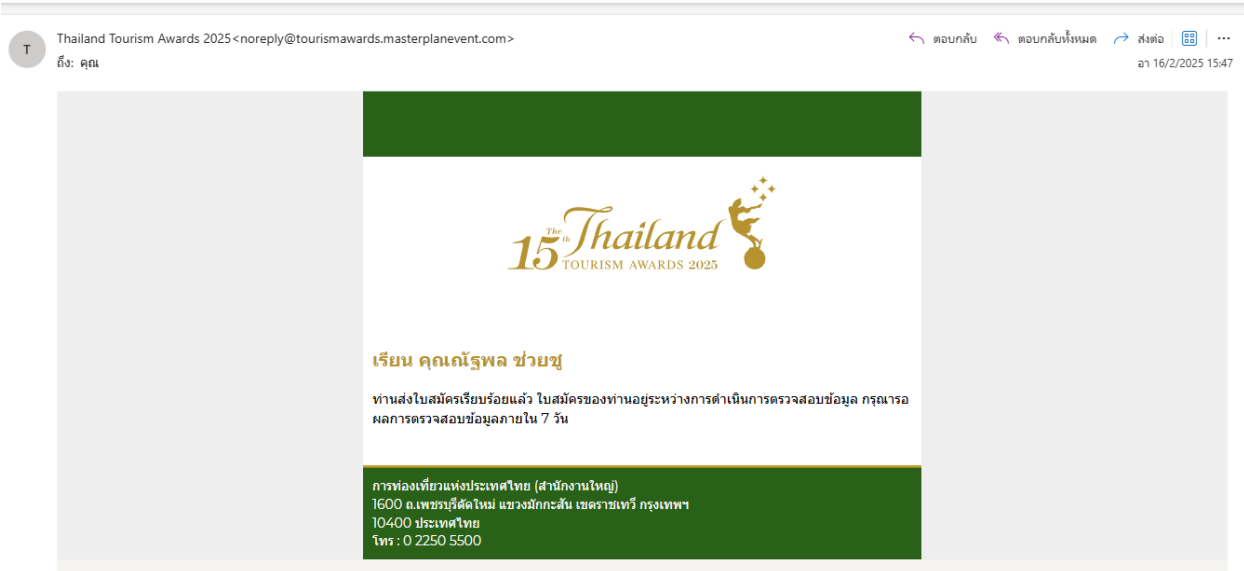 T
Thailand Tourism Awards 2025<noreply@tourismawards.masterplanevent.com>
ตอบกลับ ตอบกลับทั้งหมด ส่งต่อ
ถึง: คุณ
อา 16/2/2025 15:47
The 15th Thailand
TOURISM AWARDS 2025
เรียน คุณณัฐพล ช่วยชู
ท่านส่งใบสมัครเรียบร้อยแล้ว ใบสมัครของท่านอยู่ระหว่างการดำเนินการตรวจสอบข้อมูล กรุณารอ
ผลการตรวจสอบข้อมูลภายใน 7 วัน
การท่องเที่ยวแห่งประเทศไทย (สำนักงานใหญ่)
1600 ถ.เพชรบุรีตัดใหม่ แขวงมักกะสัน เขตราชเทวี กรุงเทพฯ
10400 ประเทศไทย
โทร : 0 2250 5500